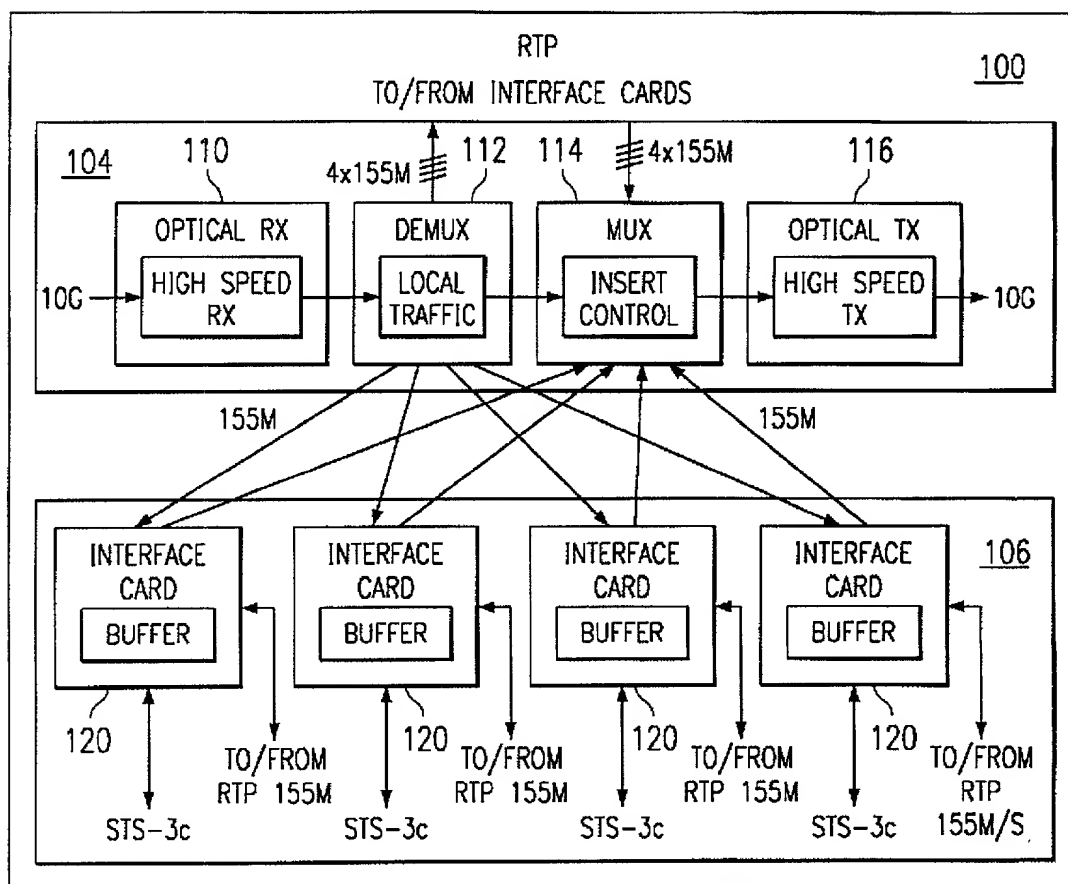 RTP
100
TO/FROM INTERFACE CARDS
104
110
4x155M
112
114
4x155M
116
OPTICAL RX
DEMUX
MUX
OPTICAL TX
10G
HIGH SPEED
RX
LOCAL
TRAFFIC
INSERT
CONTROL
HIGH SPEED
TX
10G
155M
155M
106
INTERFACE
CARD
BUFFER
INTERFACE
CARD
BUFFER
INTERFACE
CARD
BUFFER
INTERFACE
CARD
BUFFER
120
120
120
120
TO/FROM
RTP 155M
TO/FROM
RTP 155M
TO/FROM
RTP 155M
TO/FROM
RTP
155M/S
STS-3c
STS-3c
STS-3c
STS-3c